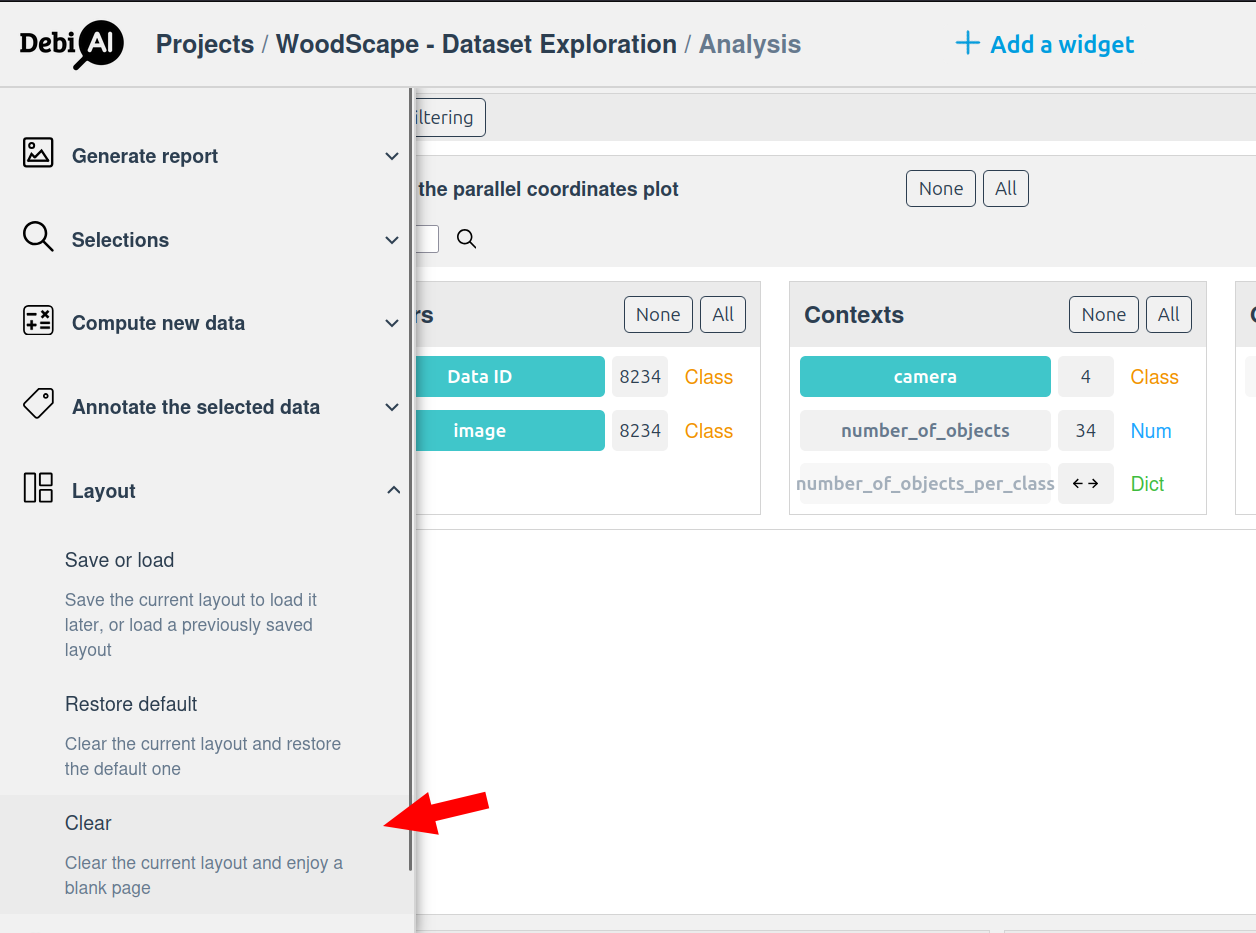 Debi AI
Projects / WoodScape - Dataset Exploration / Analysis
+ Add a widget
Generate report
Selections
Compute new data
Annotate the selected data
Layout
Save or load
Save the current layout to load it
later, or load a previously saved
layout
Restore default
Clear the current layout and restore
the default one
Clear
Clear the current layout and enjoy a
blank page
iltering
the parallel coordinates plot
None
All
rs
None
All
Data ID
8234
Class
image
8234
Class
Contexts
None
All
camera
4
Class
number_of_objects
34
Num
number_of_objects_per_class
Dict